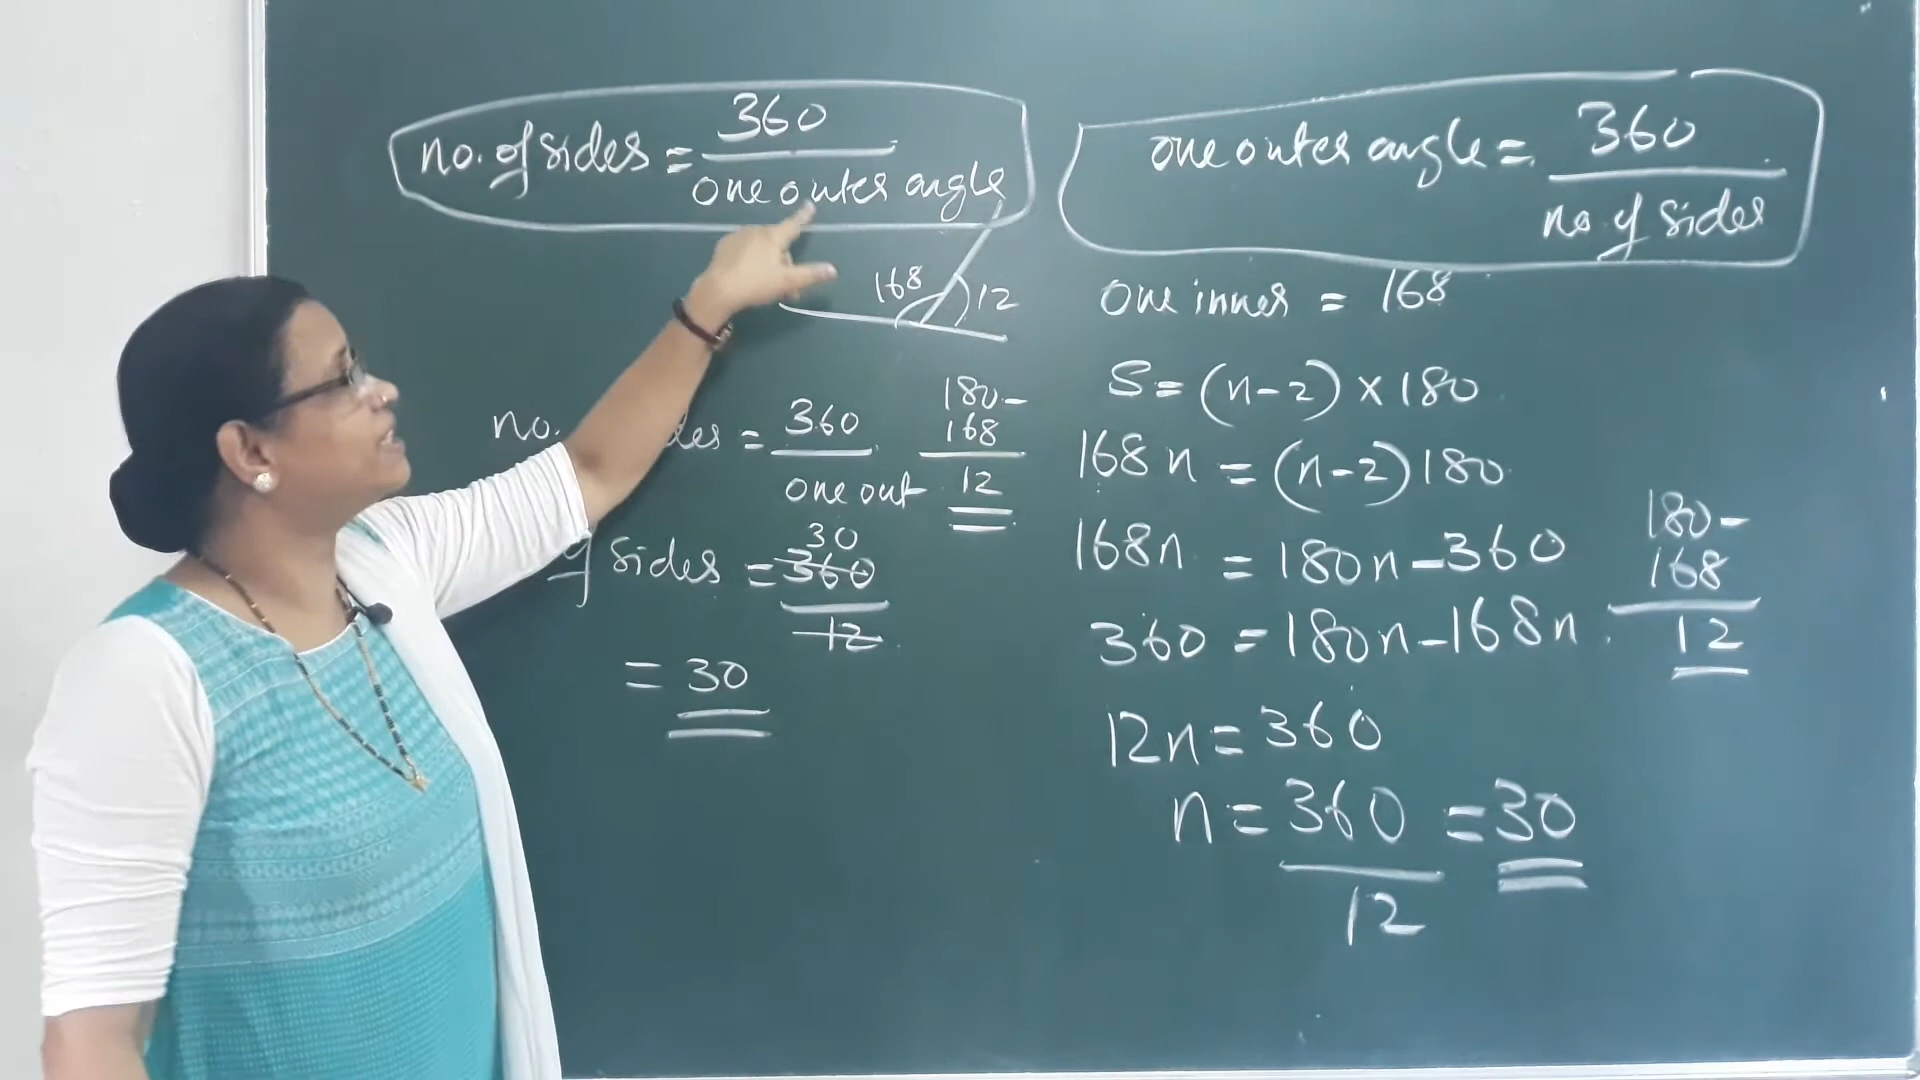 no. of sides = 360 / one outer angle
168 12
no. des = 360 / one out
180 -
168
12
of sides = 360 / 12
30
= 30
one outer angle = 360 / no of sides
one inner = 168
S = (n-2) × 180
168n = (n-2) 180
168n = 180n - 360
360 = 180n - 168n
180 -
168
12
12n = 360
n = 360 / 12 = 30